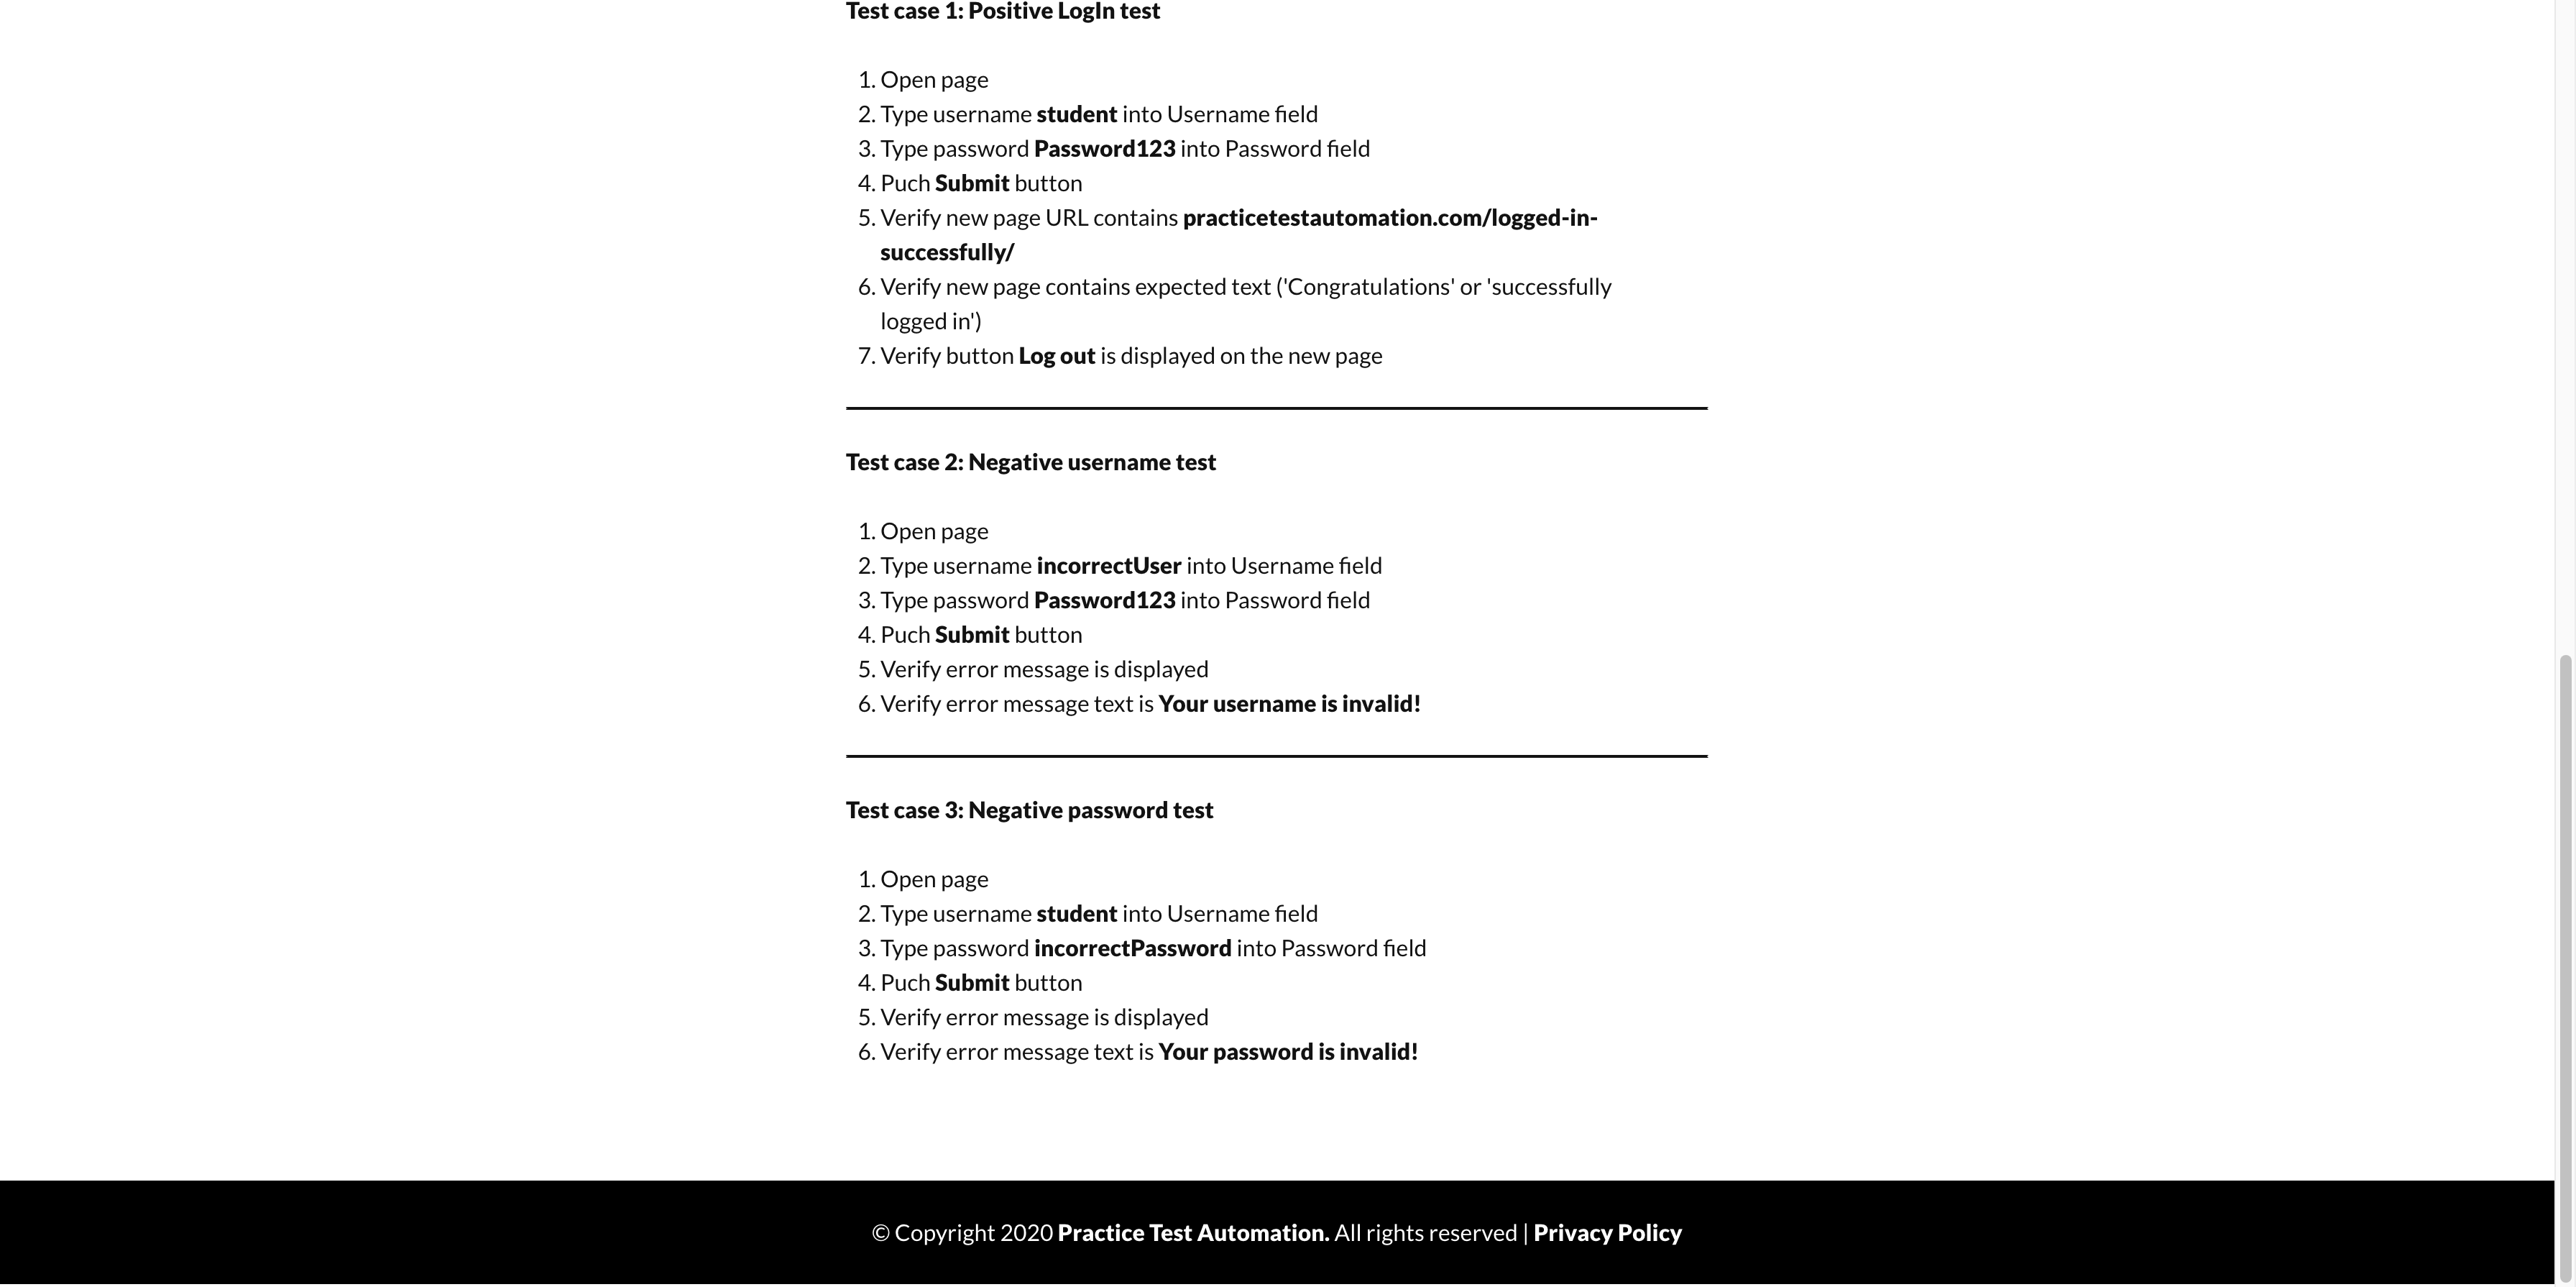 Test case 1: Positive LogIn test
1. Open page
2. Type username student into Username field
3. Type password Password123 into Password field
4. Puch Submit button
5. Verify new page URL contains practicetestautomation.com/logged-in-
successfully/
6. Verify new page contains expected text ('Congratulations' or 'successfully
logged in')
7. Verify button Log out is displayed on the new page
Test case 2: Negative username test
1. Open page
2. Type username incorrectUser into Username field
3. Type password Password123 into Password field
4. Puch Submit button
5. Verify error message is displayed
6. Verify error message text is Your username is invalid!
Test case 3: Negative password test
1. Open page
2. Type username student into Username field
3. Type password incorrectPassword into Password field
4. Puch Submit button
5. Verify error message is displayed
6. Verify error message text is Your password is invalid!
© Copyright 2020 Practice Test Automation. All rights reserved | Privacy Policy